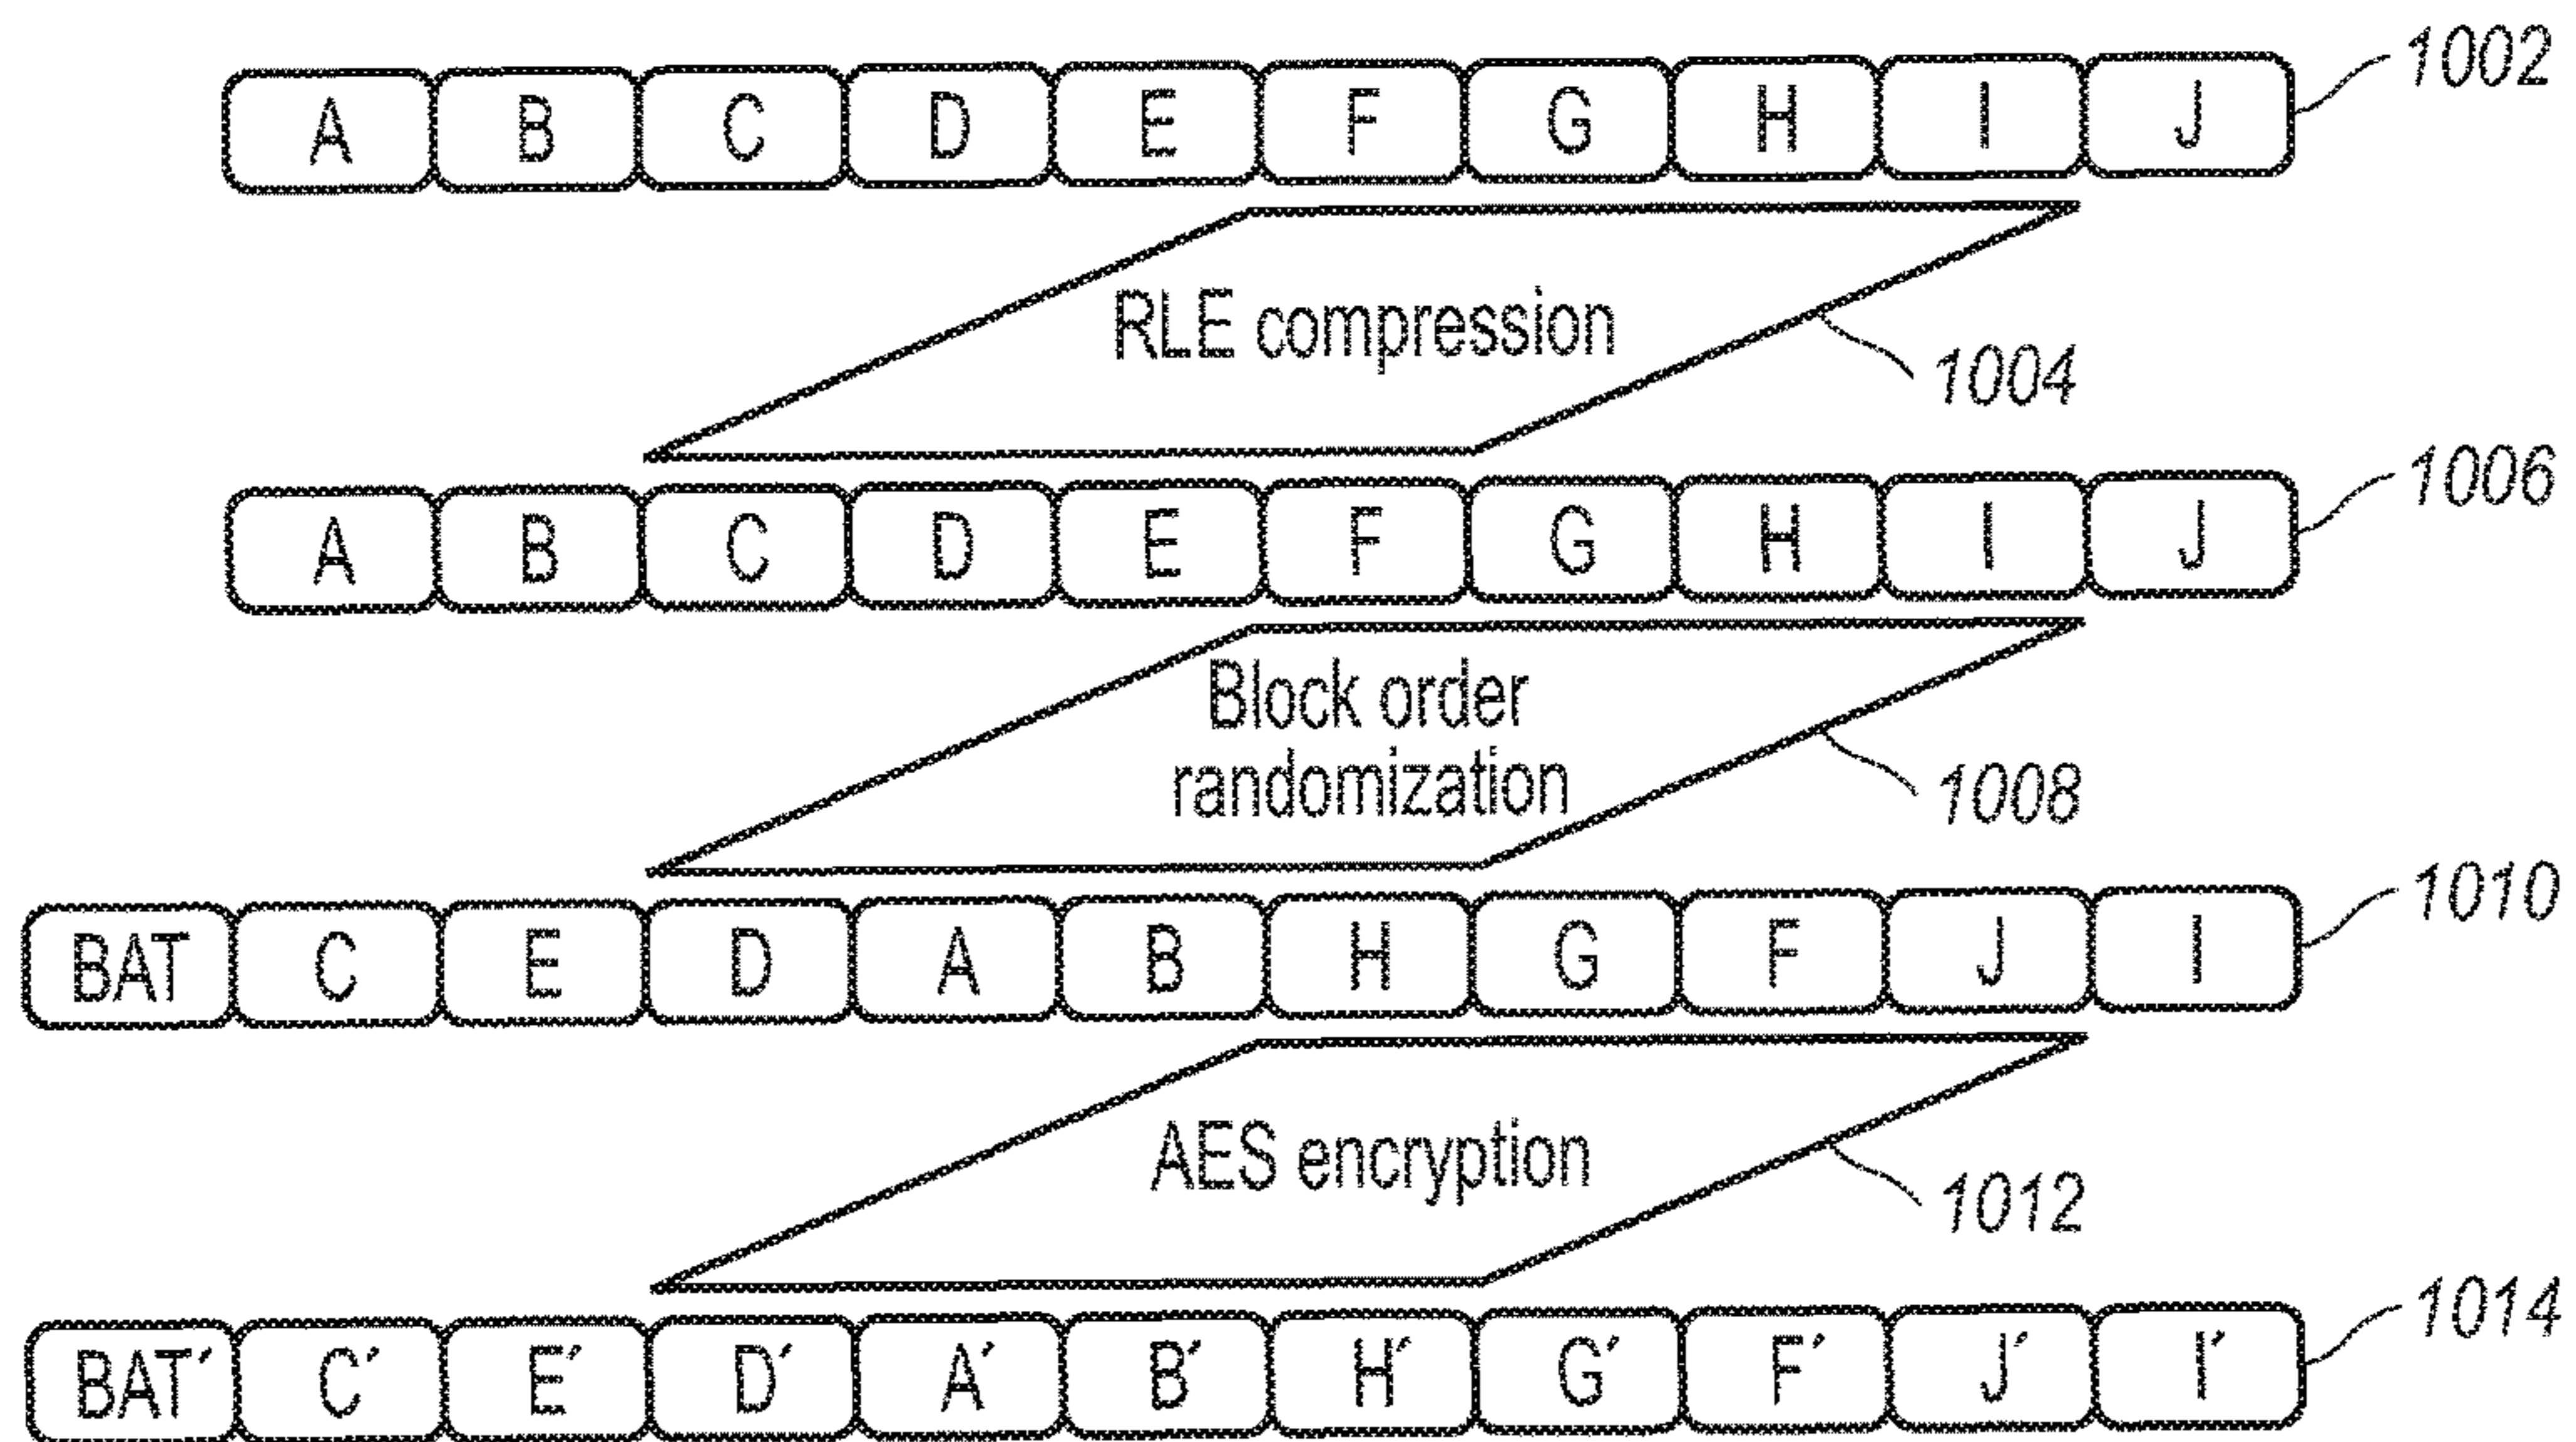 A B C D E F G H I J 1002
RLE compression
1004
A B C D E F G H I J 1006
Block order
randomization
1008
BAT C E D A B H G F J I 1010
AES encryption
1012
BAT′ C′ E′ D′ A′ B′ H′ G′ F′ J′ I′ 1014